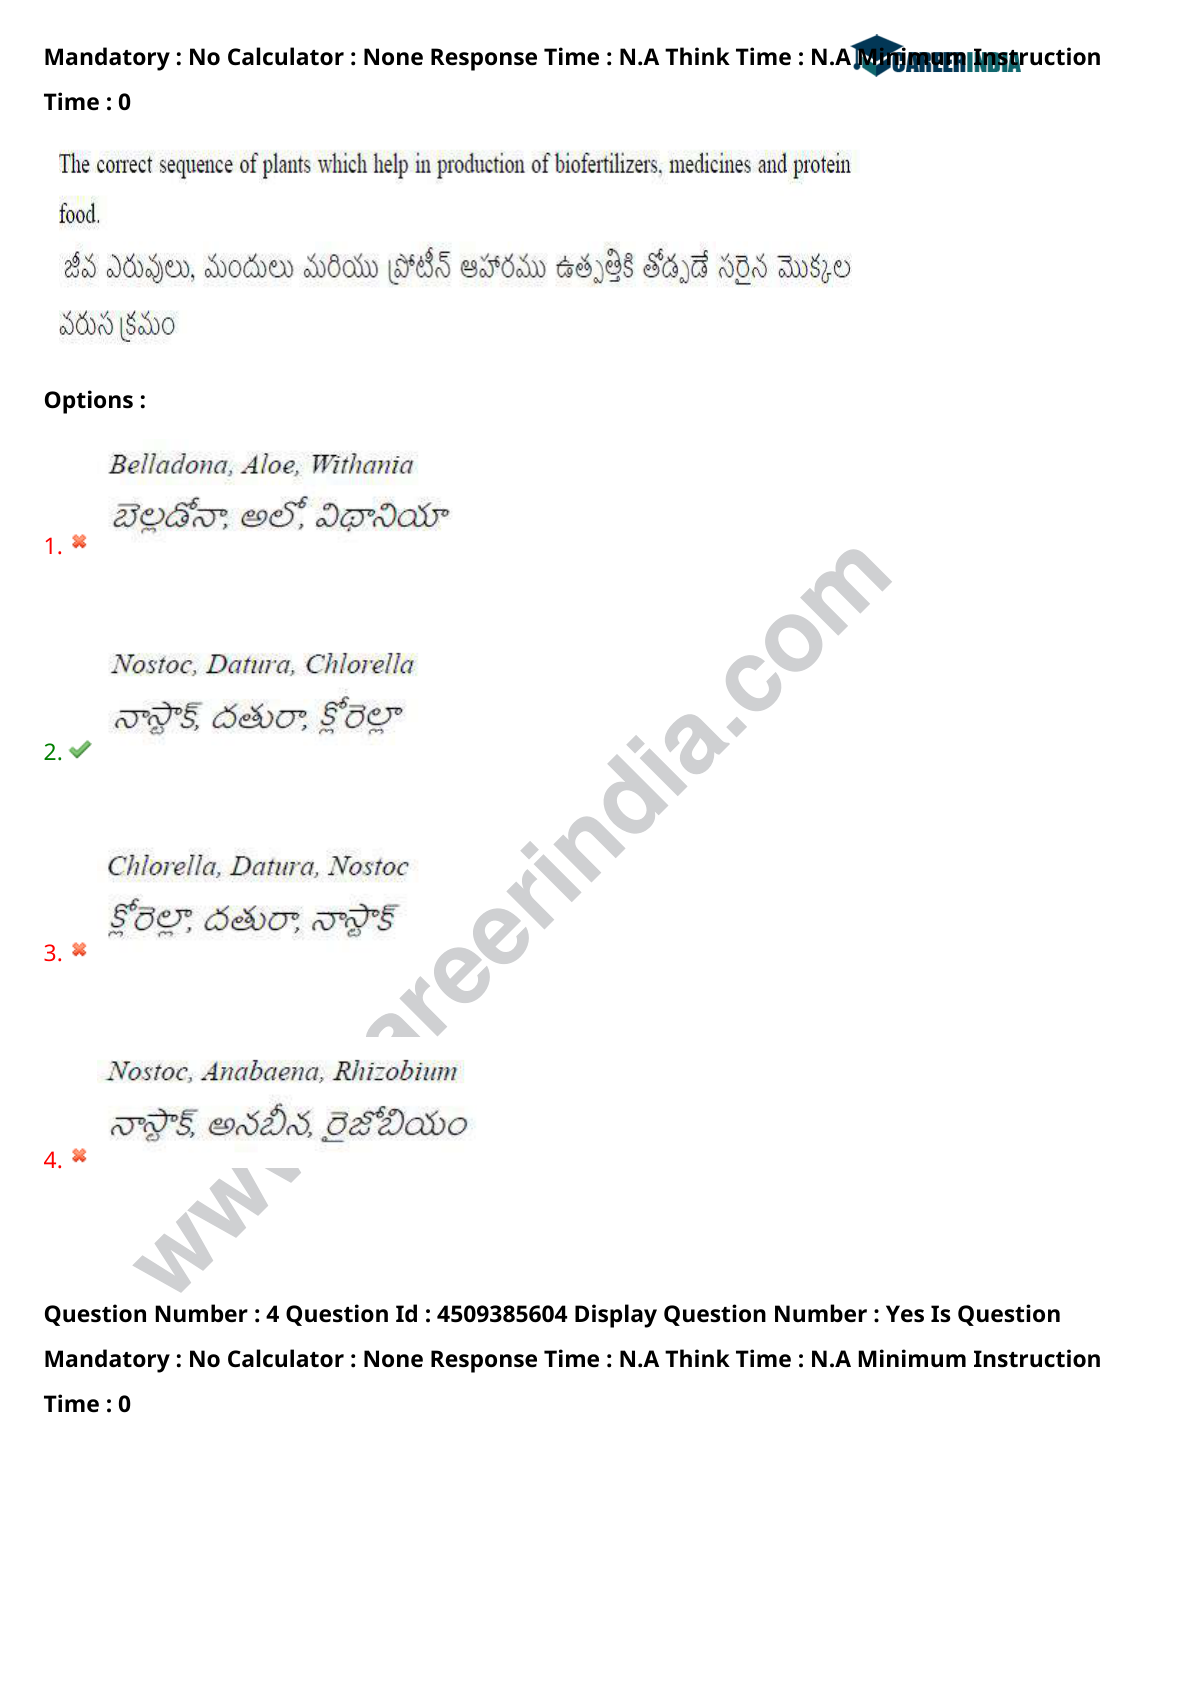 Mandatory : No Calculator : None Response Time : N.A Think Time : N.A Minimum Instruction
CAREERINDIA
Time : 0
The correct sequence of plants which help in production of biofertilizers, medicines and protein
food.
జీవ ఎరువులు, మందులు మరియు ప్రోటీన్ ఆహారము ఉత్పత్తికి తోడ్పడే సరైన మొక్కల
వరుస క్రమం
Options :
Belladona, Aloe, Withania
బెల్లడోనా, అలో, విథానియా
1.
Nostoc, Datura, Chlorella
నాస్టాక్, దతురా, క్లోరెల్లా
2.
Chlorella, Datura, Nostoc
క్లోరెల్లా, దతురా, నాస్టాక్
3.
Nostoc, Anabaena, Rhizobium
నాస్టాక్, అనబీన, రైజోబియం
4.
Question Number : 4 Question Id : 4509385604 Display Question Number : Yes Is Question
Mandatory : No Calculator : None Response Time : N.A Think Time : N.A Minimum Instruction
Time : 0